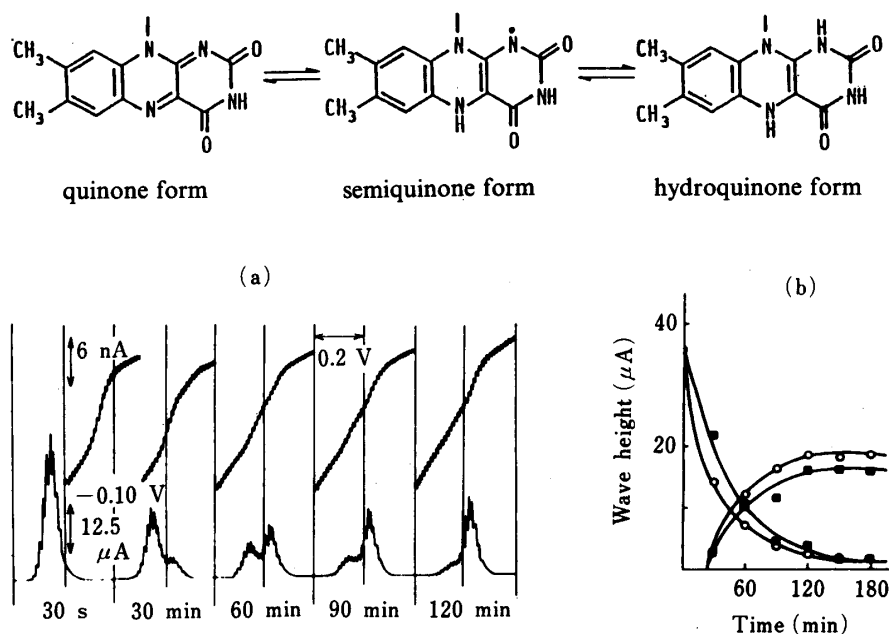 CH₃ N N O
CH₃ N NH
O
CH₃ N N O
CH₃ N NH
H O
H
CH₃ N N O
CH₃ N NH
H O
quinone form semiquinone form hydroquinone form
(a)
6 nA
0.2 V
−0.10 V
12.5
μA
30 s 30 min 60 min 90 min 120 min
(b)
Wave height (μA)
40
20
60 120 180
Time (min)